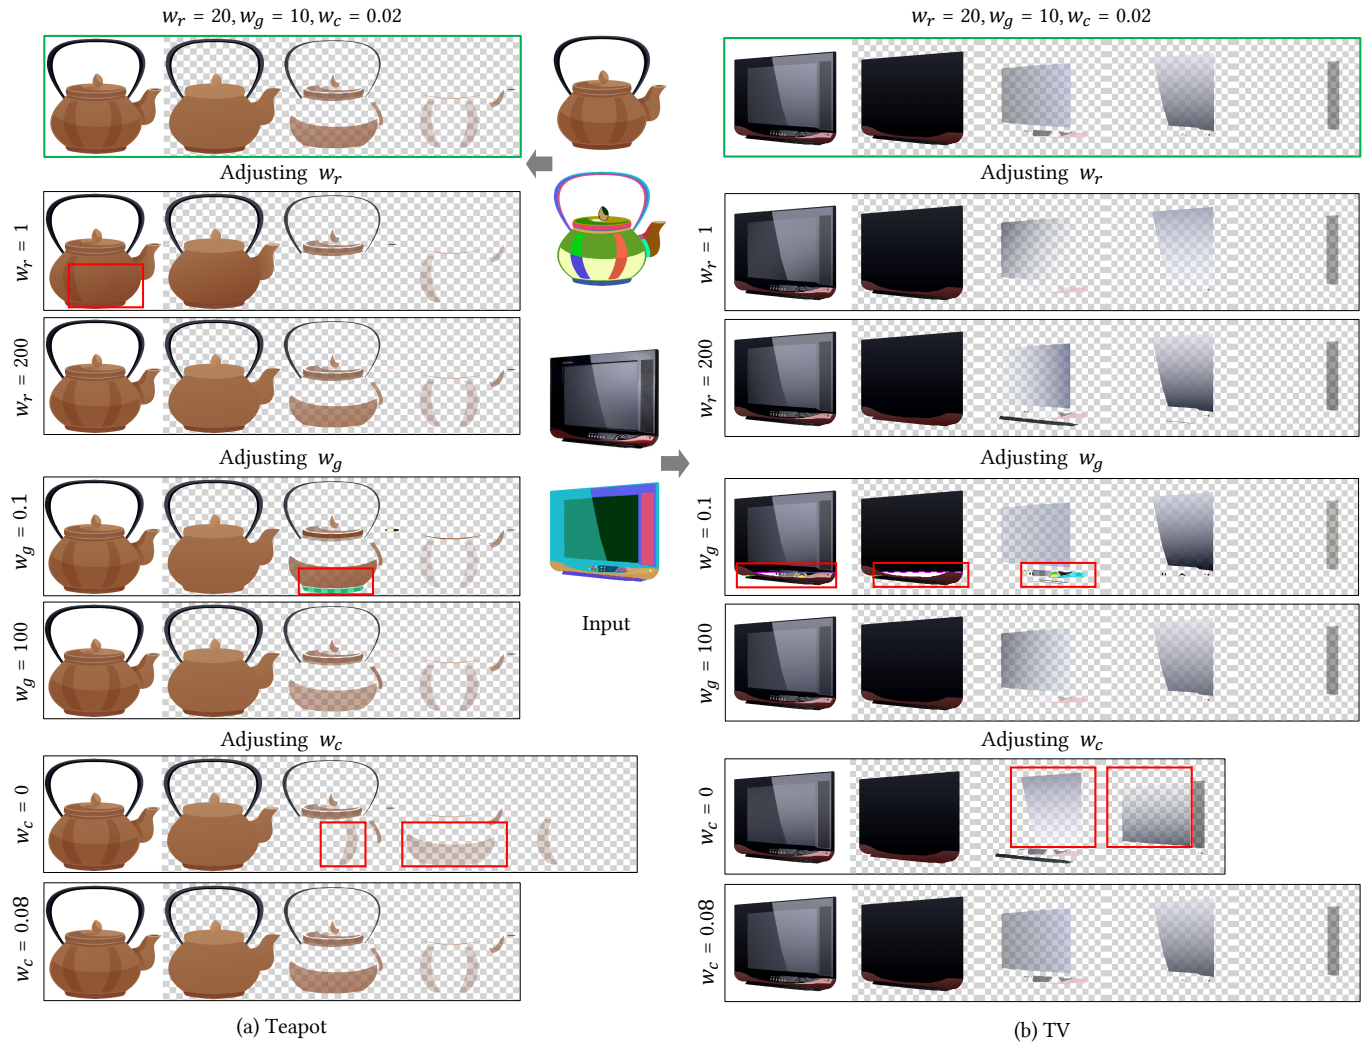 w_r = 20, w_g = 10, w_c = 0.02
w_r = 20, w_g = 10, w_c = 0.02
Adjusting w_r
Adjusting w_r
w_r = 1
w_r = 1
w_r = 200
w_r = 200
Adjusting w_g
Adjusting w_g
w_g = 0.1
w_g = 0.1
w_g = 100
w_g = 100
Input
Adjusting w_c
Adjusting w_c
w_c = 0
w_c = 0
w_c = 0.08
w_c = 0.08
(a) Teapot
(b) TV